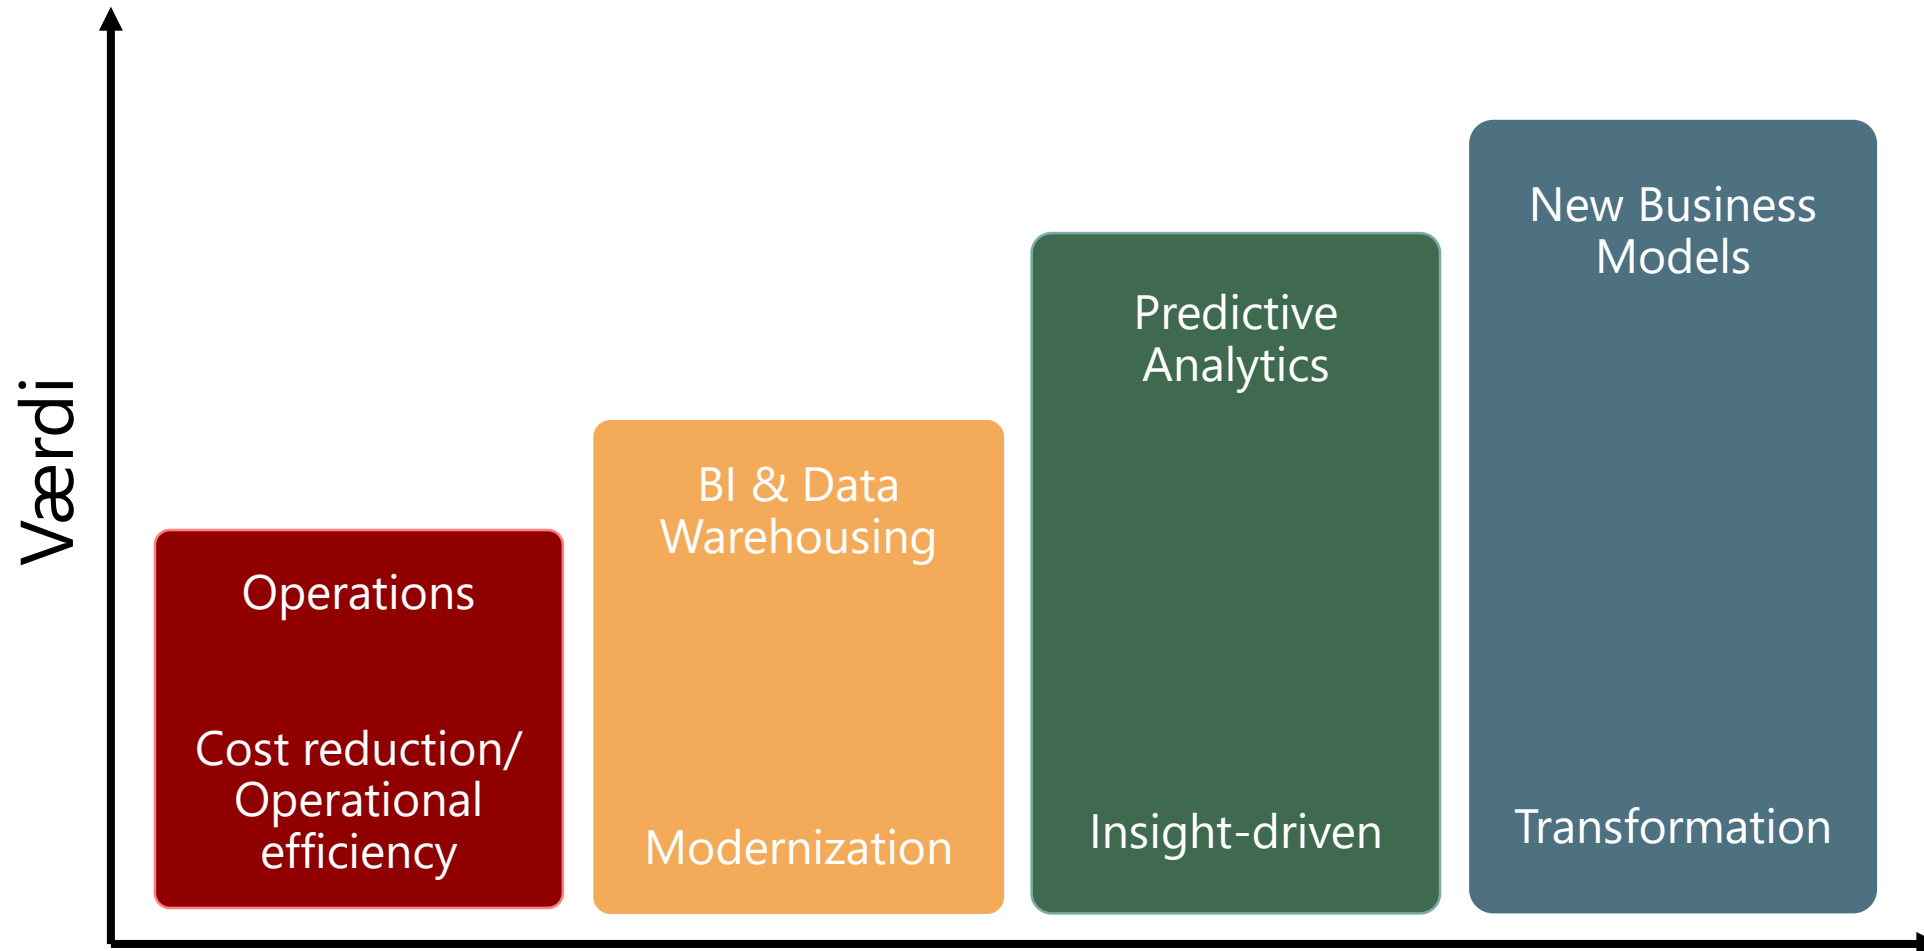 Værdi
Operations
Cost reduction/
Operational
efficiency
BI & Data
Warehousing
Modernization
Predictive
Analytics
Insight-driven
New Business
Models
Transformation